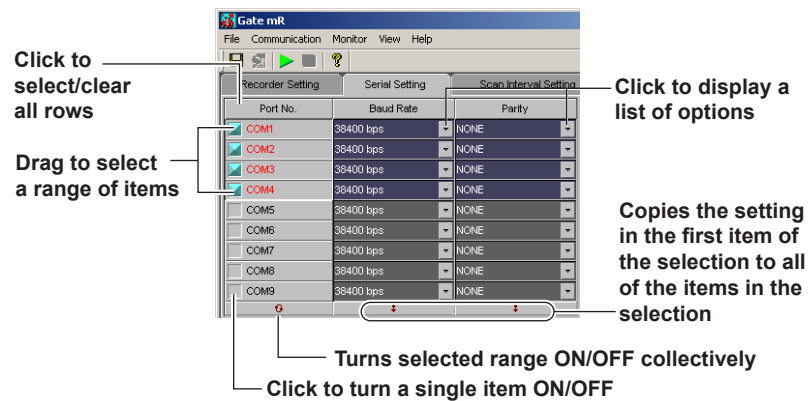 Gate mR
File Communication Monitor View Help
Click to
select/clear
all rows
Recorder Setting Serial Setting Scan Interval Setting
Click to display a
list of options
Port No. Baud Rate Parity
COM1 38400 bps NONE
COM2 38400 bps NONE
COM3 38400 bps NONE
COM4 38400 bps NONE
Drag to select
a range of items
COM5 38400 bps NONE
COM6 38400 bps NONE
COM7 38400 bps NONE
COM8 38400 bps NONE
COM9 38400 bps NONE
Copies the setting
in the first item of
the selection to all
of the items in the
selection
Turns selected range ON/OFF collectively
Click to turn a single item ON/OFF